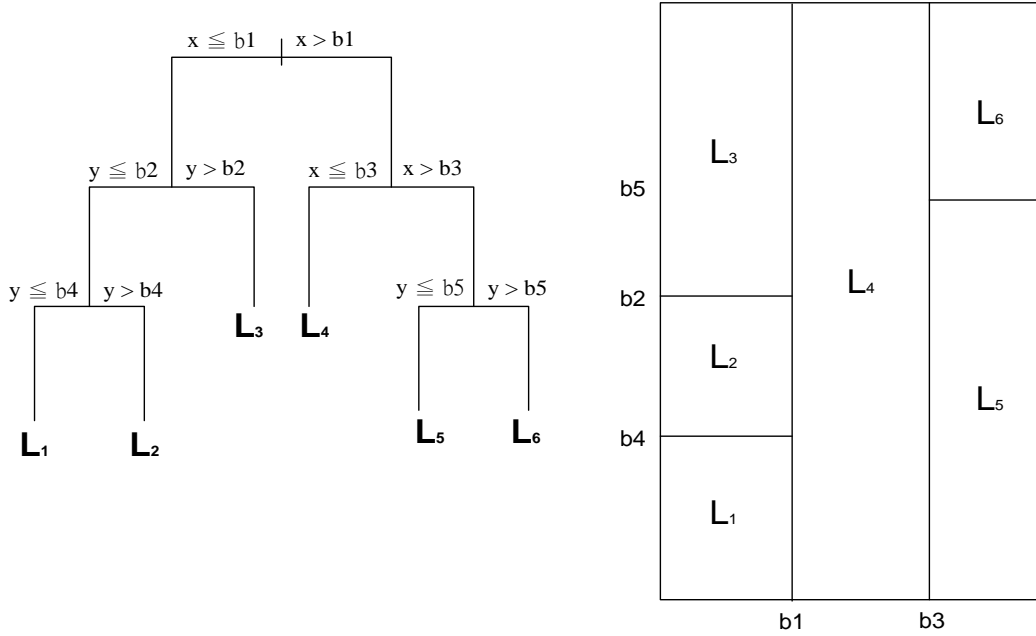 x ≦ b1 x > b1
y ≦ b2 y > b2 x ≦ b3 x > b3
y ≦ b4 y > b4 y ≦ b5 y > b5
L3 L4
L1 L2 L5 L6
L6
L3
b5
L4
b2
L2
L5
b4
L1
b1 b3